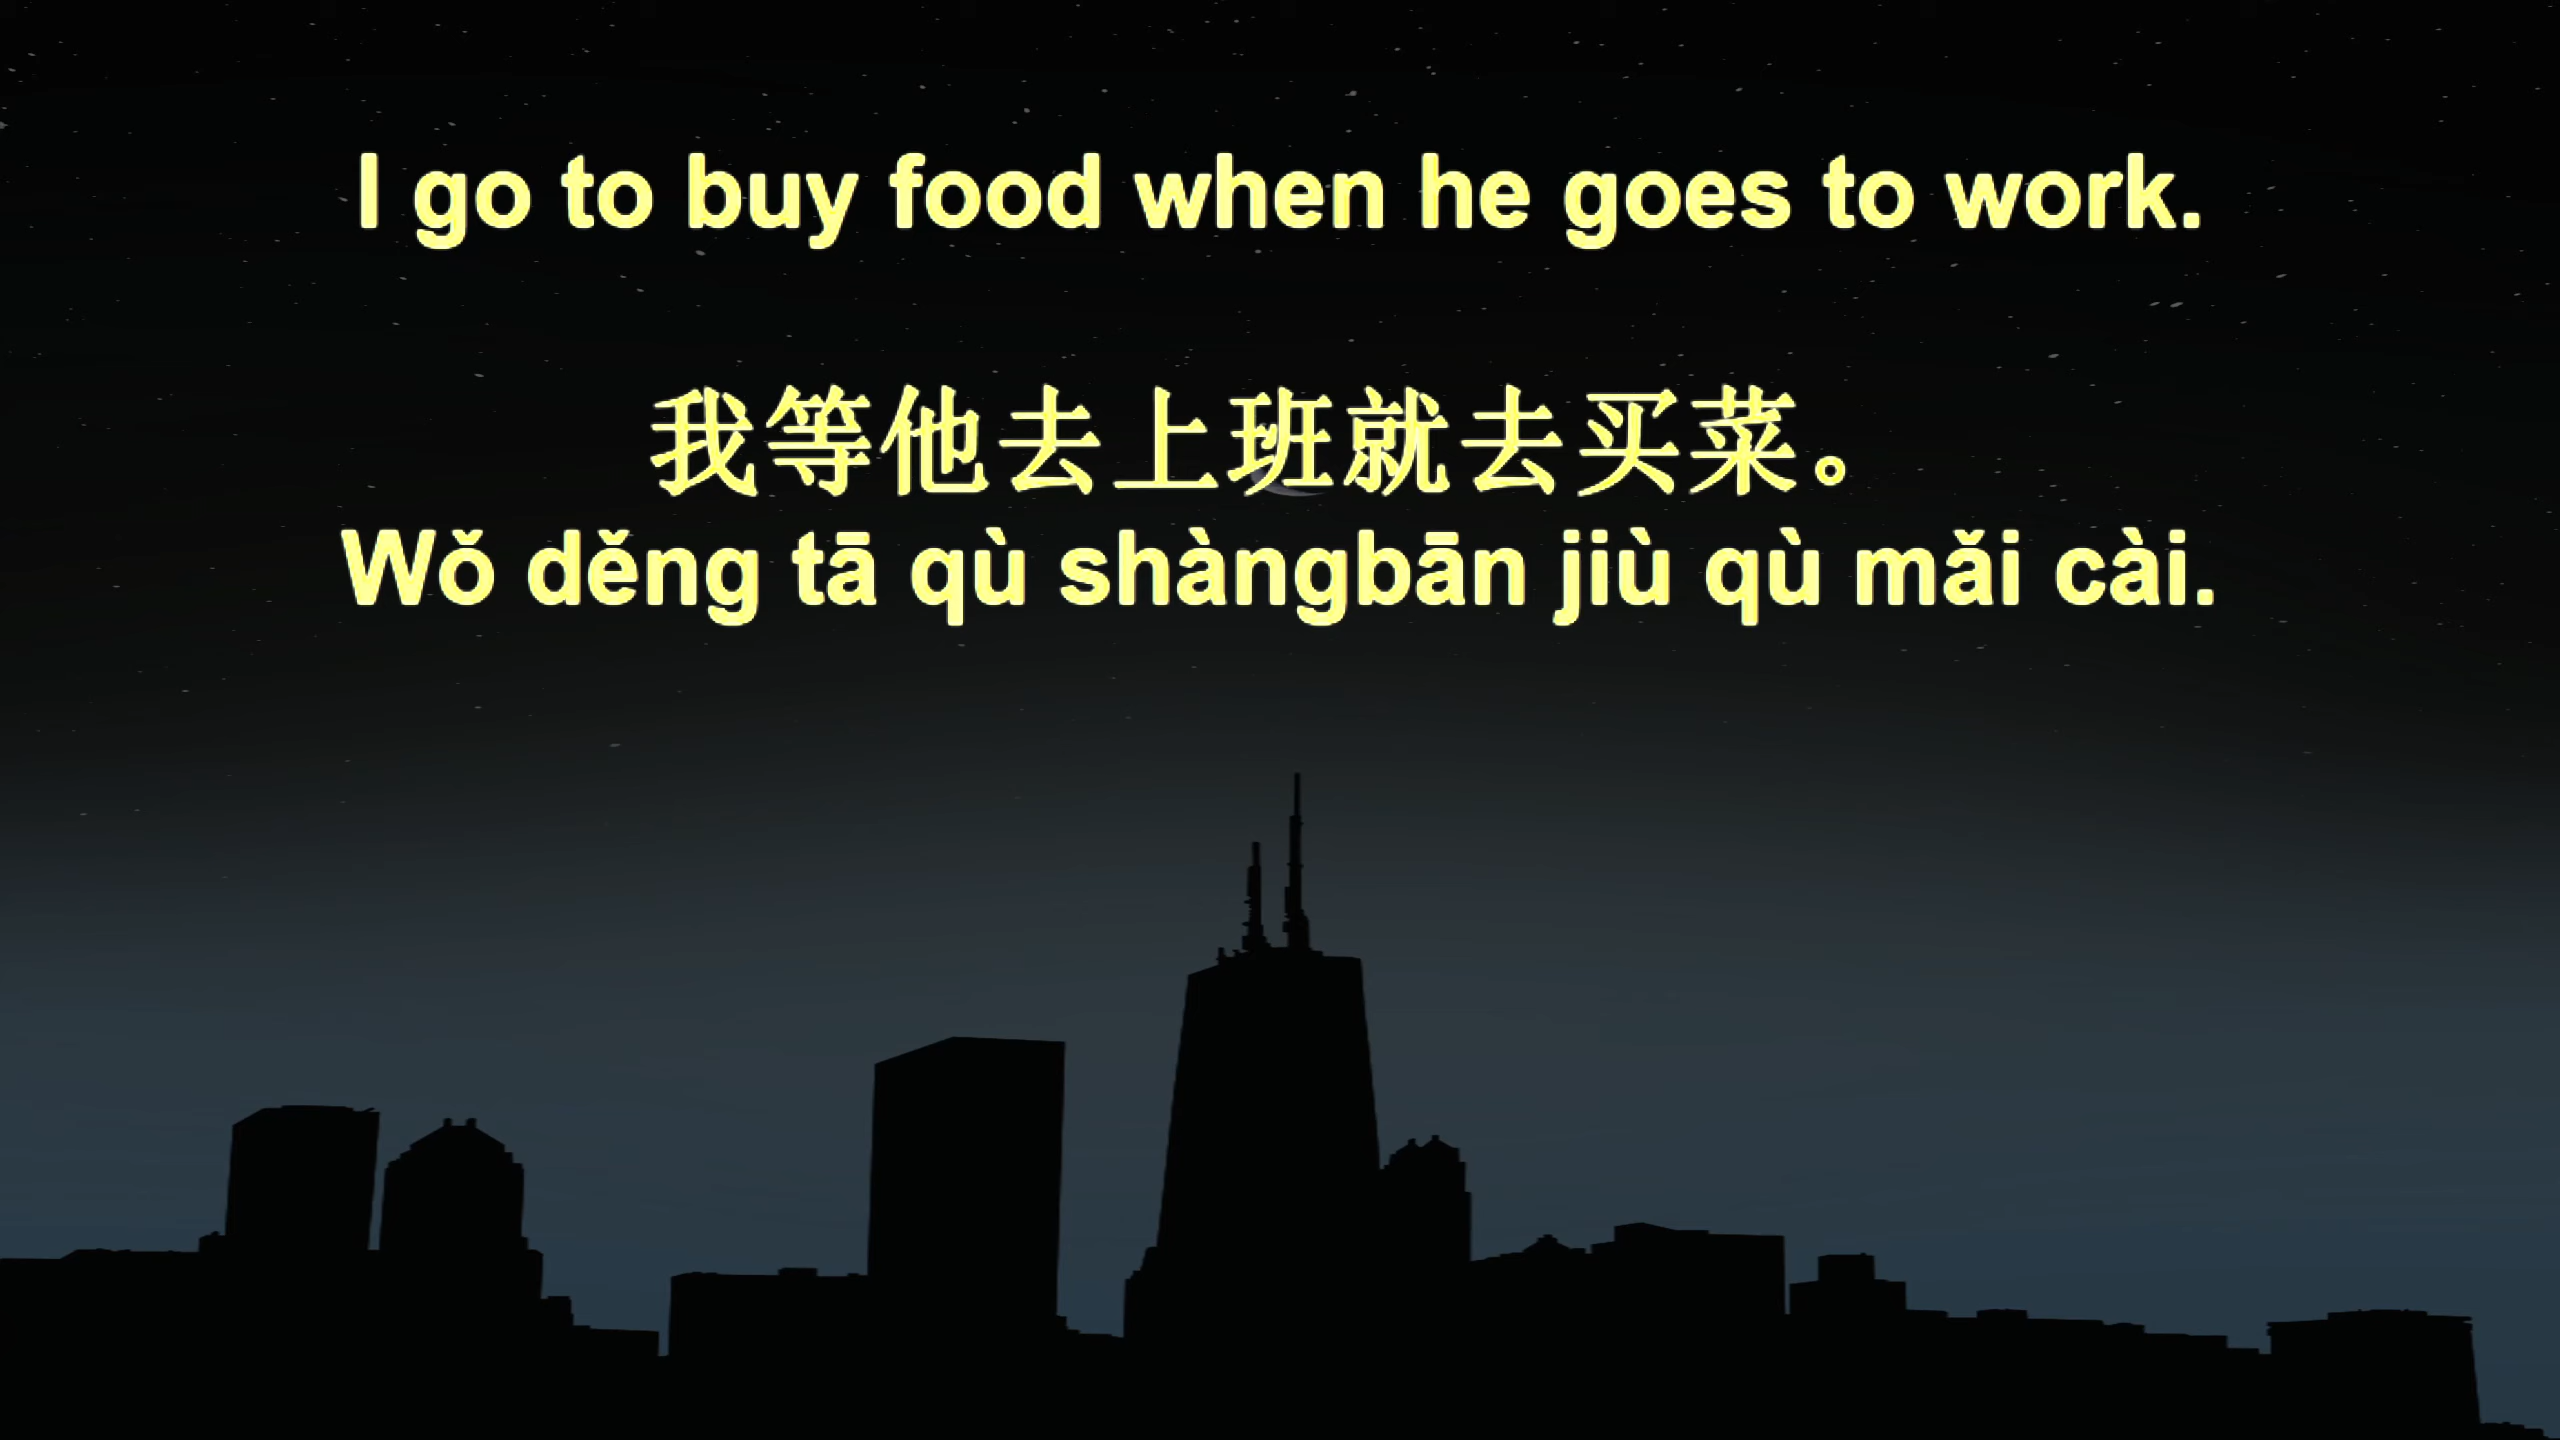 I go to buy food when he goes to work.
我等他去上班就去买菜。
Wǒ děng tā qù shàngbān jiù qù mǎi cài.